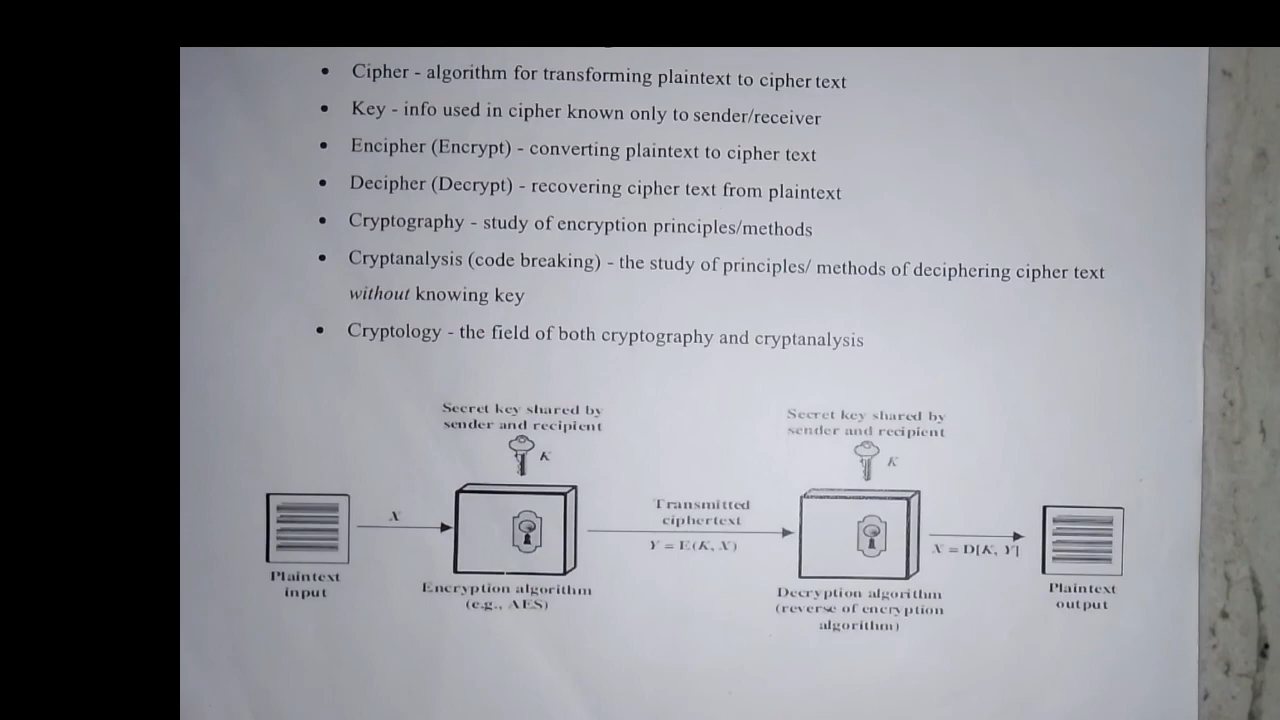 • Cipher - algorithm for transforming plaintext to cipher text
• Key - info used in cipher known only to sender/receiver
• Encipher (Encrypt) - converting plaintext to cipher text
• Decipher (Decrypt) - recovering cipher text from plaintext
• Cryptography - study of encryption principles/methods
• Cryptanalysis (code breaking) - the study of principles/ methods of deciphering cipher text
without knowing key
• Cryptology - the field of both cryptography and cryptanalysis
Secret key shared by
sender and recipient
K
Secret key shared by
sender and recipient
K
X
Transmitted
ciphertext
Y = E(K, X)
X = D[K, Y]
Plaintext
input
Encryption algorithm
(e.g., AES)
Decryption algorithm
(reverse of encryption
algorithm)
Plaintext
output